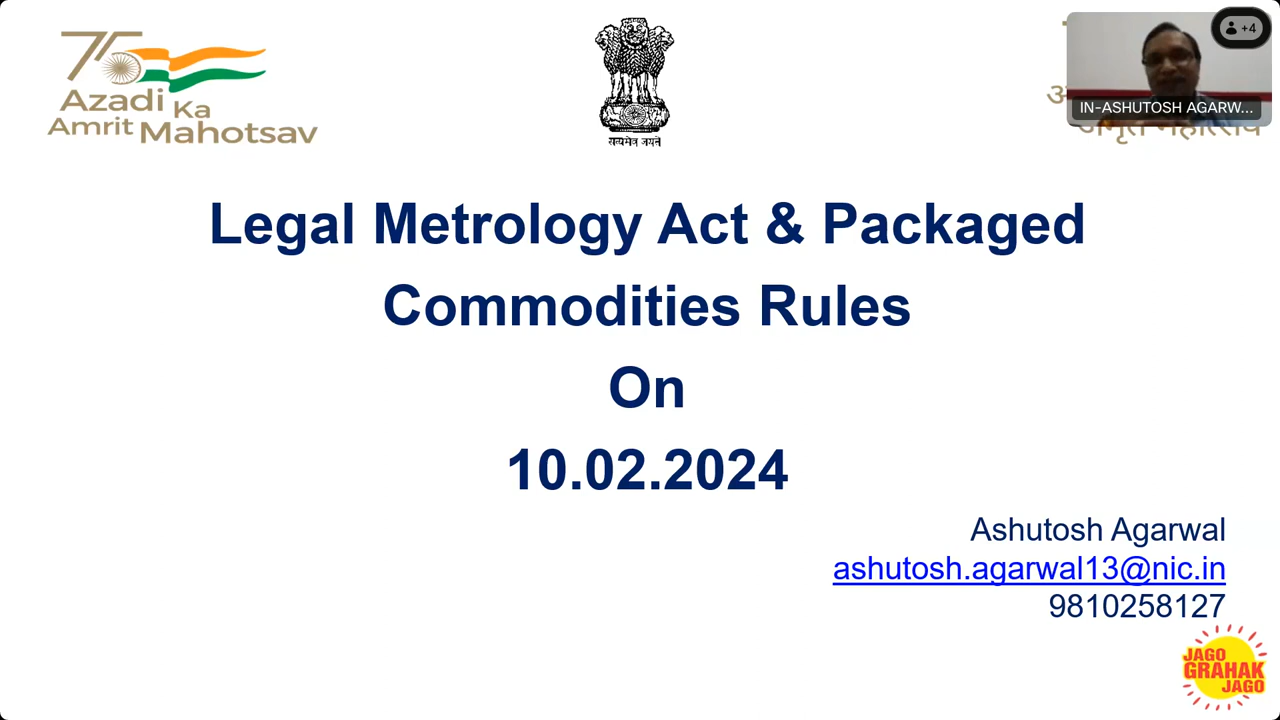 75
Azadi Ka
Amrit Mahotsav
सत्यमेव जयते
+4
IN-ASHUTOSH AGARW...
Legal Metrology Act & Packaged
Commodities Rules
On
10.02.2024
Ashutosh Agarwal
ashutosh.agarwal13@nic.in
9810258127
JAGO
GRAHAK
JAGO